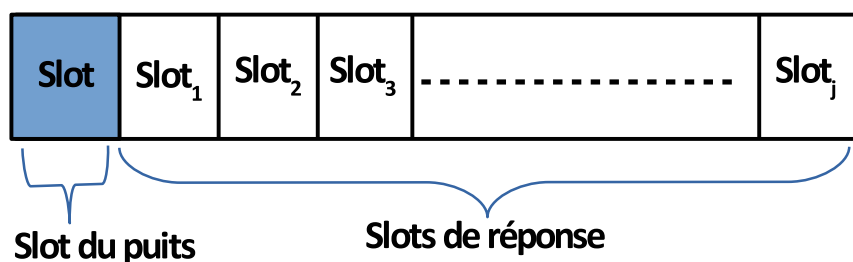 Slot Slot₁ Slot₂ Slot₃ Slotⱼ
Slot du puits Slots de réponse